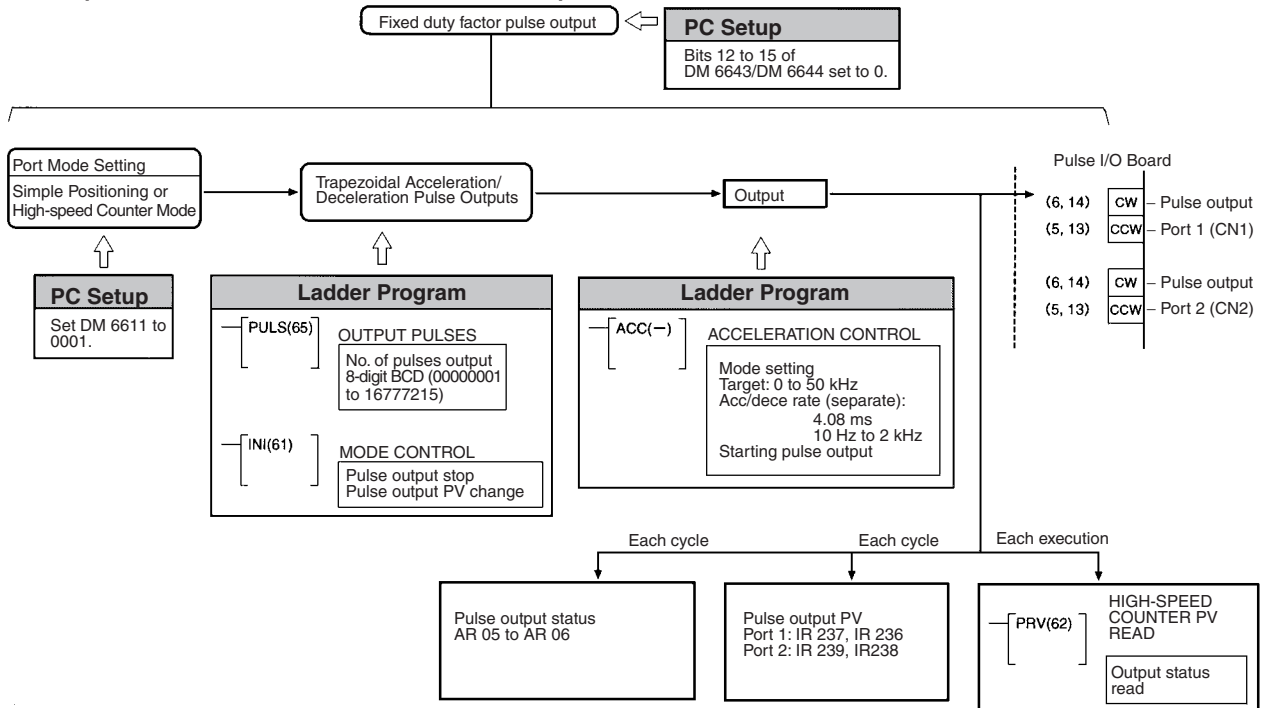 Fixed duty factor pulse output
PC Setup
Bits 12 to 15 of
DM 6643/DM 6644 set to 0.
Port Mode Setting
Simple Positioning or
High-speed Counter Mode
Trapezoidal Acceleration/
Deceleration Pulse Outputs
Output
Pulse I/O Board
(6, 14) CW – Pulse output
(5, 13) CCW – Port 1 (CN1)
(6, 14) CW – Pulse output
(5, 13) CCW – Port 2 (CN2)
PC Setup
Set DM 6611 to
0001.
Ladder Program
PULS(65)
OUTPUT PULSES
No. of pulses output
8-digit BCD (00000001
to 16777215)
INI(61)
MODE CONTROL
Pulse output stop
Pulse output PV change
Ladder Program
ACC(−)
ACCELERATION CONTROL
Mode setting
Target: 0 to 50 kHz
Acc/dece rate (separate):
4.08 ms
10 Hz to 2 kHz
Starting pulse output
Each cycle
Each cycle
Each execution
Pulse output status
AR 05 to AR 06
Pulse output PV
Port 1: IR 237, IR 236
Port 2: IR 239, IR238
PRV(62)
HIGH-SPEED
COUNTER PV
READ
Output status
read